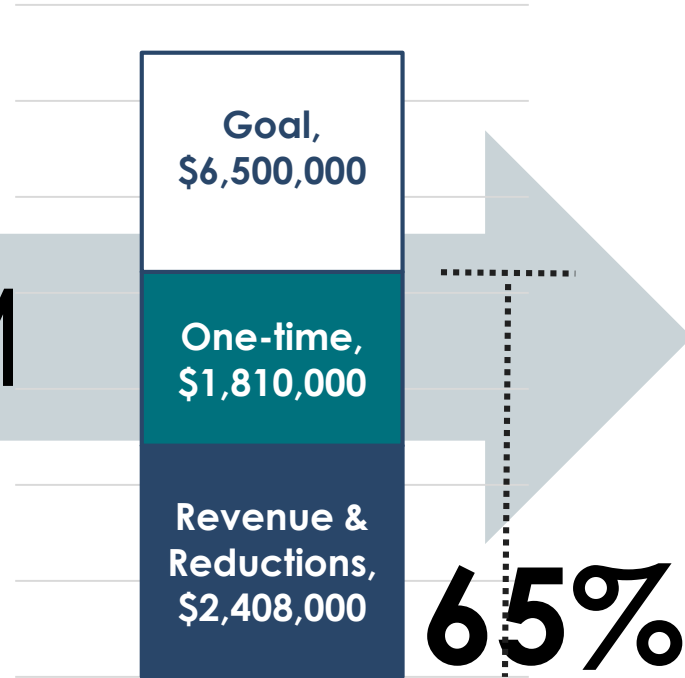 Goal,
$6,500,000
One-time,
$1,810,000
Revenue &
Reductions,
$2,408,000
65%